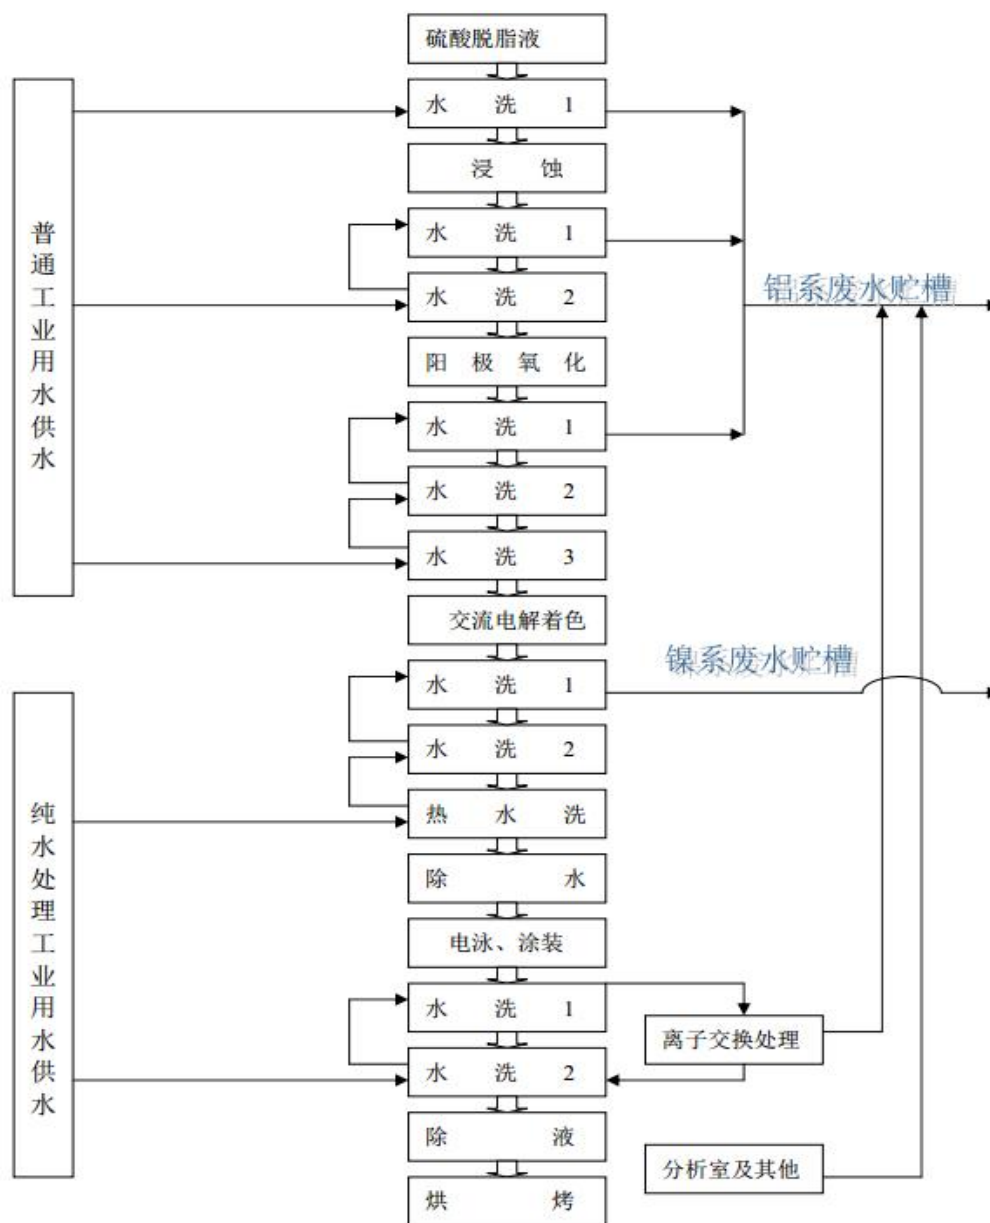 硫酸脱脂液
水 洗 1
浸 蚀
水 洗 1
水 洗 2
阳 极 氧 化
水 洗 1
水 洗 2
水 洗 3
交流电解着色
水 洗 1
水 洗 2
热 水 洗
除 水
电泳、涂装
水 洗 1
水 洗 2
除 液
烘 烤
普通工业用水供水
纯水处理工业用水供水
铝系废水贮槽
镍系废水贮槽
离子交换处理
分析室及其他